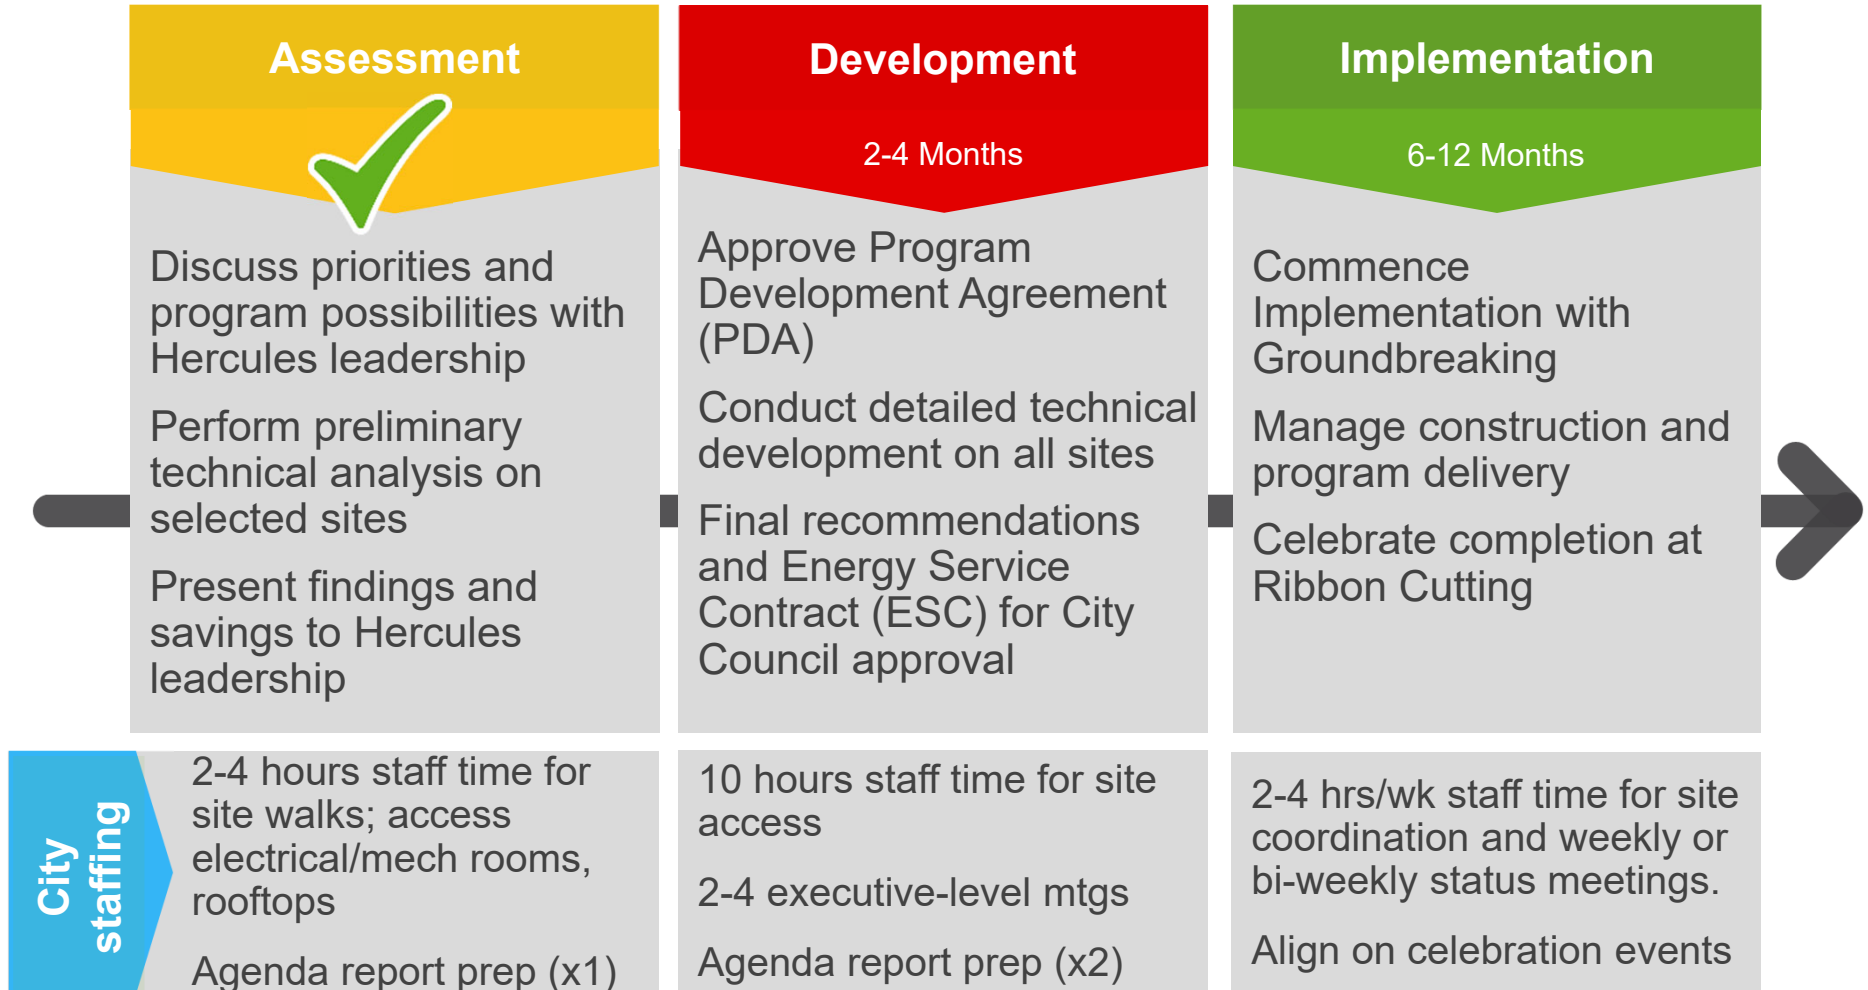 Assessment
Discuss priorities and
program possibilities with
Hercules leadership
Perform preliminary
technical analysis on
selected sites
Present findings and
savings to Hercules
leadership
Development
2-4 Months
Approve Program
Development Agreement
(PDA)
Conduct detailed technical
development on all sites
Final recommendations
and Energy Service
Contract (ESC) for City
Council approval
Implementation
6-12 Months
Commence
Implementation with
Groundbreaking
Manage construction and
program delivery
Celebrate completion at
Ribbon Cutting
City
staffing
2-4 hours staff time for
site walks; access
electrical/mech rooms,
rooftops
Agenda report prep (x1)
10 hours staff time for site
access
2-4 executive-level mtgs
Agenda report prep (x2)
2-4 hrs/wk staff time for site
coordination and weekly or
bi-weekly status meetings.
Align on celebration events